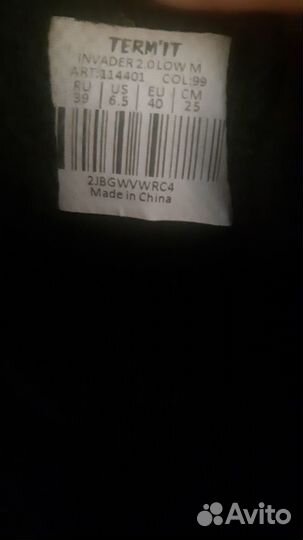 TERM'IT
INVADER 2.0 LOW M
ART.:114401 COL:99
RU US EU CM
39 6.5 40 25
2JBGWVWRC4
Made in China
Avito